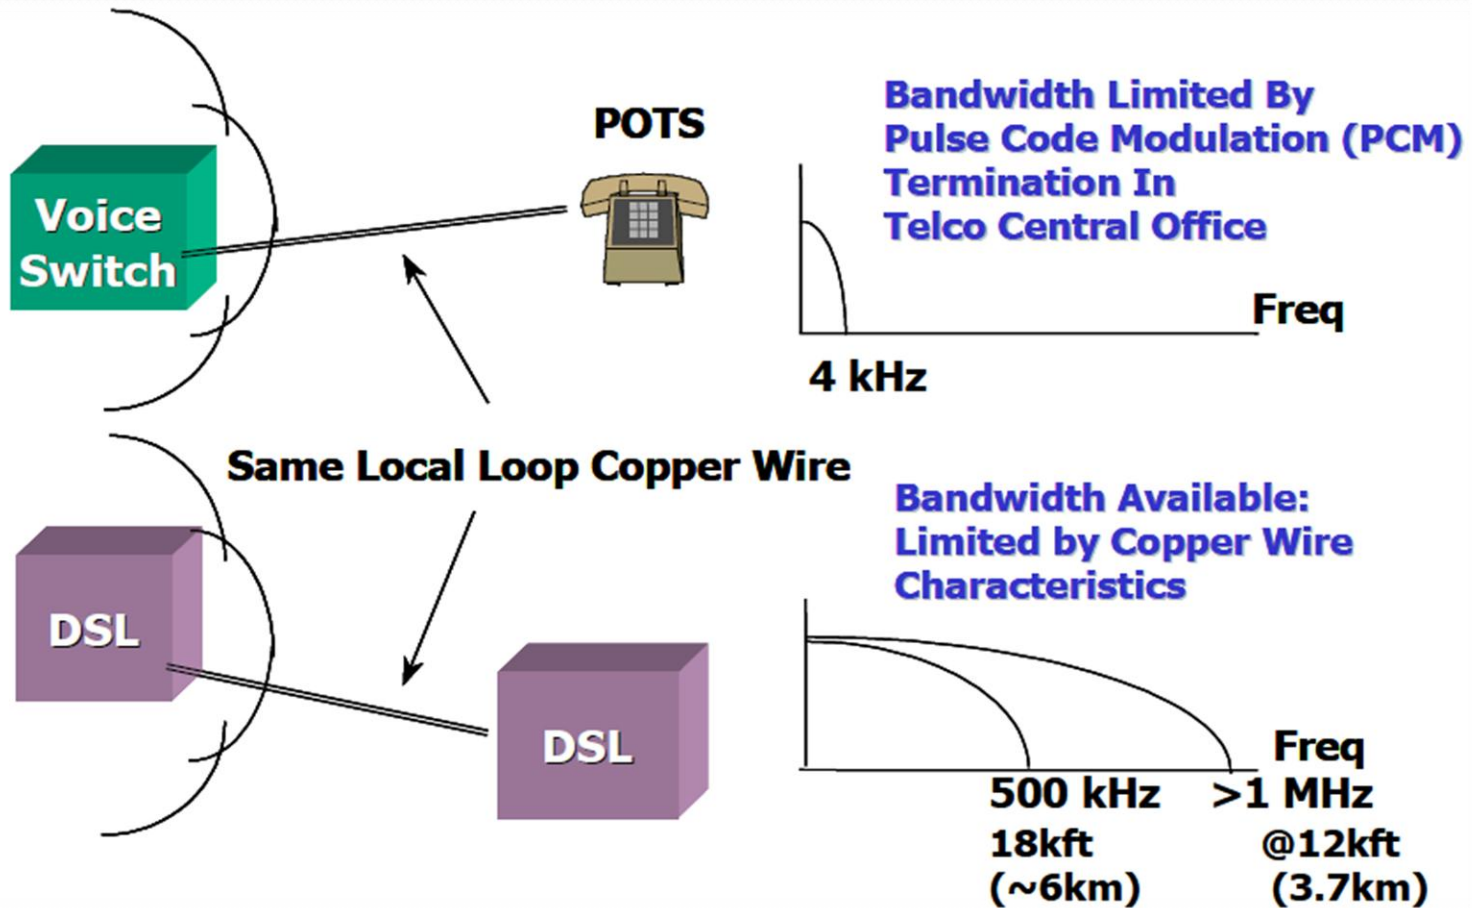 POTS
Voice
Switch
Bandwidth Limited By
Pulse Code Modulation (PCM)
Termination In
Telco Central Office
Freq
4 kHz
Same Local Loop Copper Wire
Bandwidth Available:
Limited by Copper Wire
Characteristics
DSL
DSL
Freq
500 kHz
18kft
(~6km)
>1 MHz
@12kft
(3.7km)